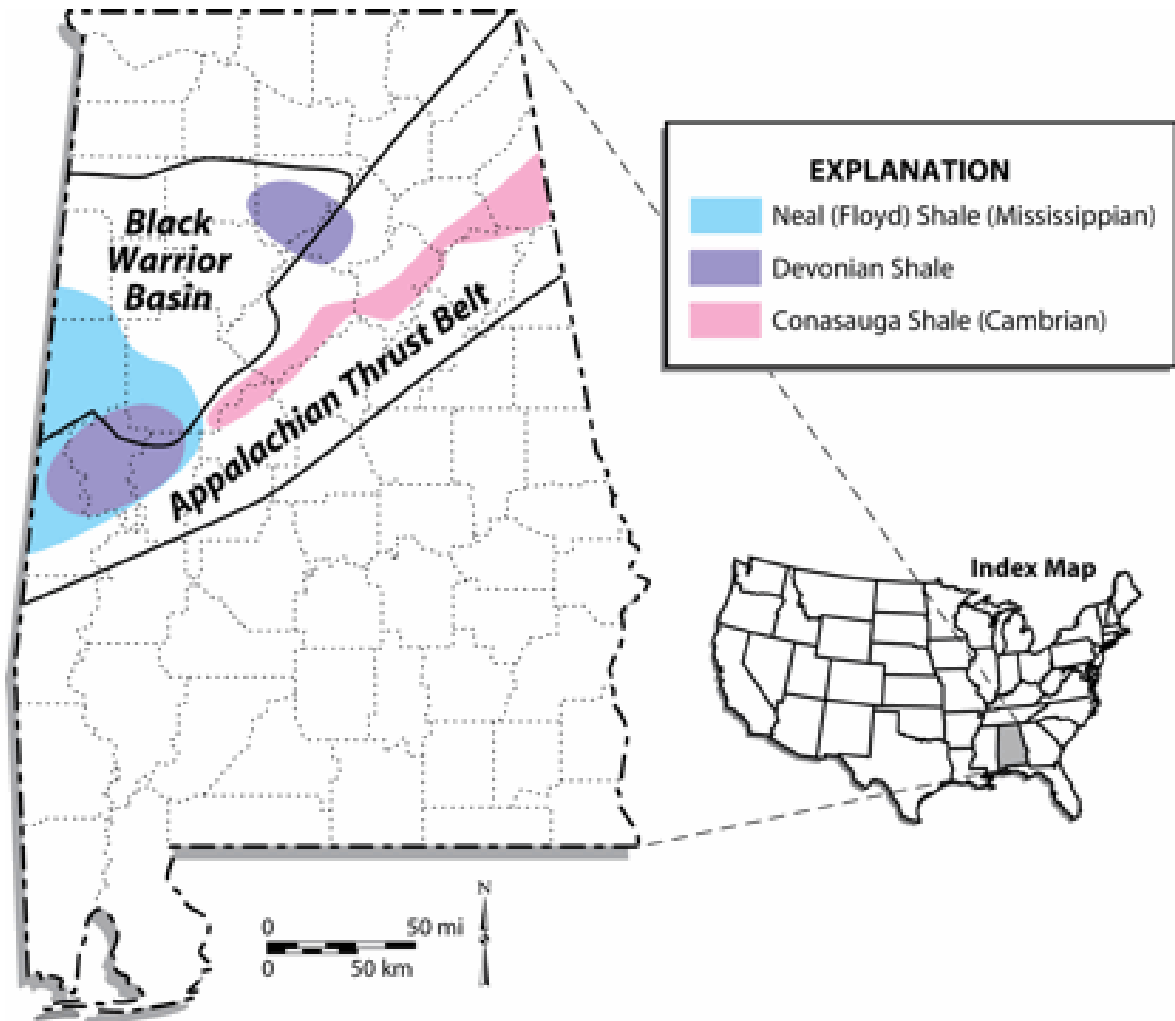 EXPLANATION
Neal (Floyd) Shale (Mississippian)
Devonian Shale
Conasauga Shale (Cambrian)
Black
Warrior
Basin
Appalachian Thrust Belt
Index Map
N
0 50 mi
0 50 km